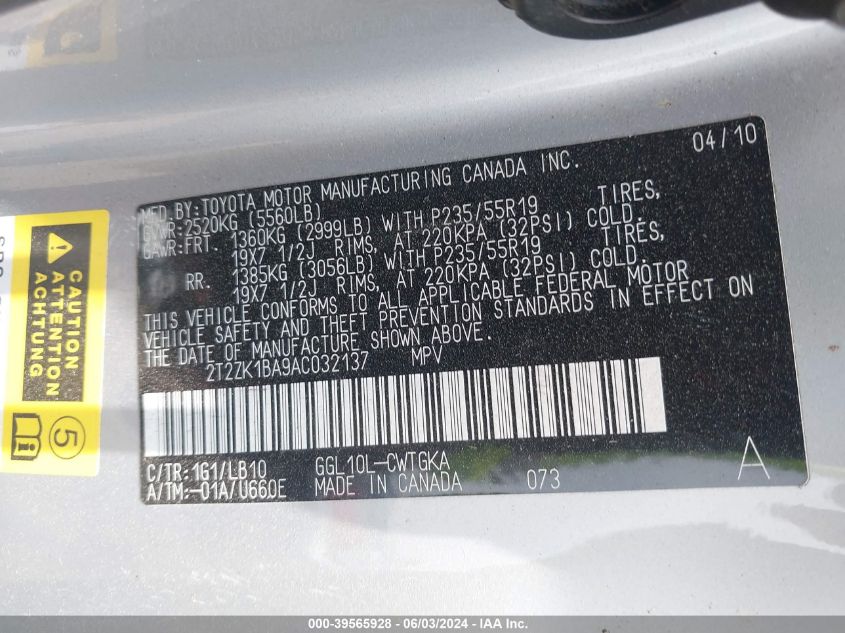 04/10
MFD.BY:TOYOTA MOTOR MANUFACTURING CANADA INC.
GVWR:2520KG (5560LB)
GAWR:FRT. 1360KG (2999LB) WITH P235/55R19 TIRES,
19X7 1/2J RIMS, AT 220KPA (32PSI) COLD.
RR. 1385KG (3056LB) WITH P235/55R19 TIRES,
19X7 1/2J RIMS, AT 220KPA (32PSI) COLD.
THIS VEHICLE CONFORMS TO ALL APPLICABLE FEDERAL MOTOR
VEHICLE SAFETY AND THEFT PREVENTION STANDARDS IN EFFECT ON
THE DATE OF MANUFACTURE SHOWN ABOVE.
2T2ZK1BA9AC032137 MPV
C/TR:1G1/LB10 GGL10L-CWTGKA
A/TM:-01A/U660E MADE IN CANADA 073 A
CAUTION
ATTENTION
ACHTUNG
5
000-39565928 - 06/03/2024 - IAA Inc.